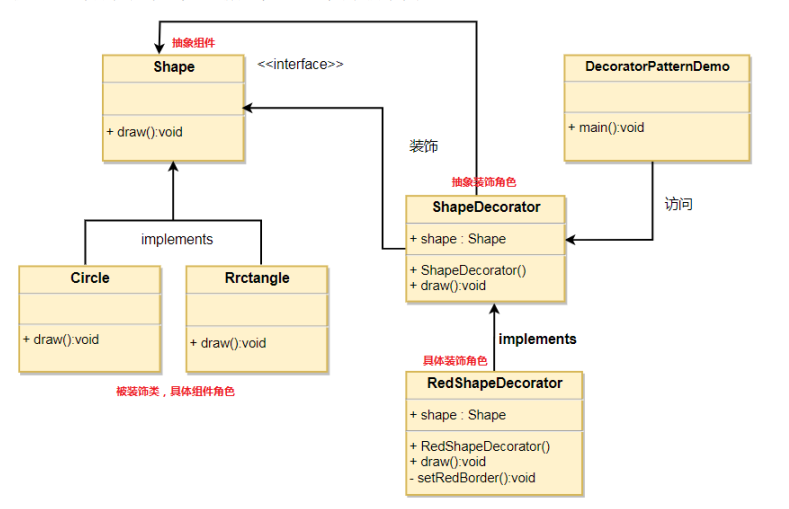 抽象组件
Shape
<<interface>>
+ draw():void
DecoratorPatternDemo
+ main():void
装饰
访问
抽象装饰角色
ShapeDecorator
+ shape : Shape
+ ShapeDecorator()
+ draw():void
implements
Circle
+ draw():void
Rrctangle
+ draw():void
被装饰类，具体组件角色
implements
具体装饰角色
RedShapeDecorator
+ shape : Shape
+ RedShapeDecorator()
+ draw():void
- setRedBorder():void